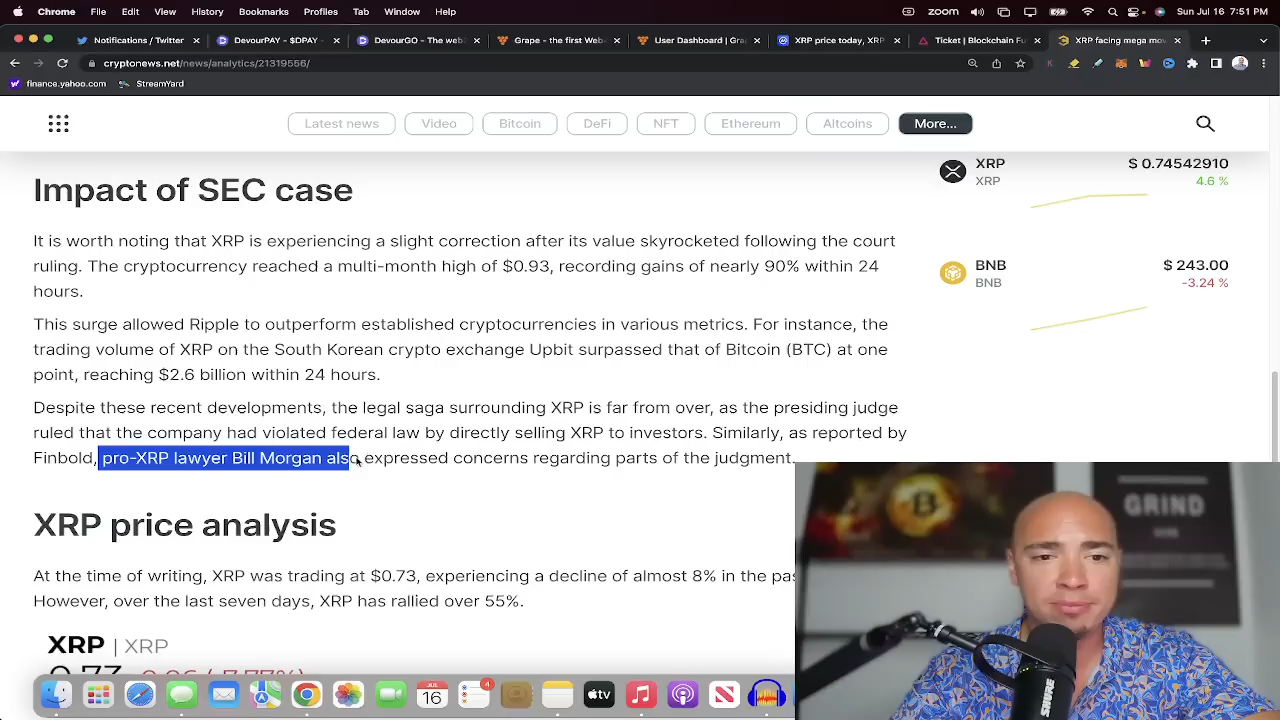 Chrome File Edit View History Bookmarks Profiles Tab Window Help zoom Sun Jul 16 7:51 PM
Notifications / Twitter DevourPAY - $DPAY - DevourGO - The web Grape - the first Web User Dashboard | Gra XRP price today, XRP Ticket | Blockchain Fu XRP facing mega mov
cryptonews.net/news/analytics/21319556/
finance.yahoo.com StreamYard
Latest news Video Bitcoin DeFi NFT Ethereum Altcoins More...
XRP $ 0.74542910
XRP 4.6 %
BNB $ 243.00
BNB -3.24 %
Impact of SEC case
It is worth noting that XRP is experiencing a slight correction after its value skyrocketed following the court
ruling. The cryptocurrency reached a multi-month high of $0.93, recording gains of nearly 90% within 24
hours.
This surge allowed Ripple to outperform established cryptocurrencies in various metrics. For instance, the
trading volume of XRP on the South Korean crypto exchange Upbit surpassed that of Bitcoin (BTC) at one
point, reaching $2.6 billion within 24 hours.
Despite these recent developments, the legal saga surrounding XRP is far from over, as the presiding judge
ruled that the company had violated federal law by directly selling XRP to investors. Similarly, as reported by
Finbold, pro-XRP lawyer Bill Morgan also expressed concerns regarding parts of the judgment.
XRP price analysis
At the time of writing, XRP was trading at $0.73, experiencing a decline of almost 8% in the pas
However, over the last seven days, XRP has rallied over 55%.
XRP | XRP
GRIND
JUL
16
4
tv
SHURE